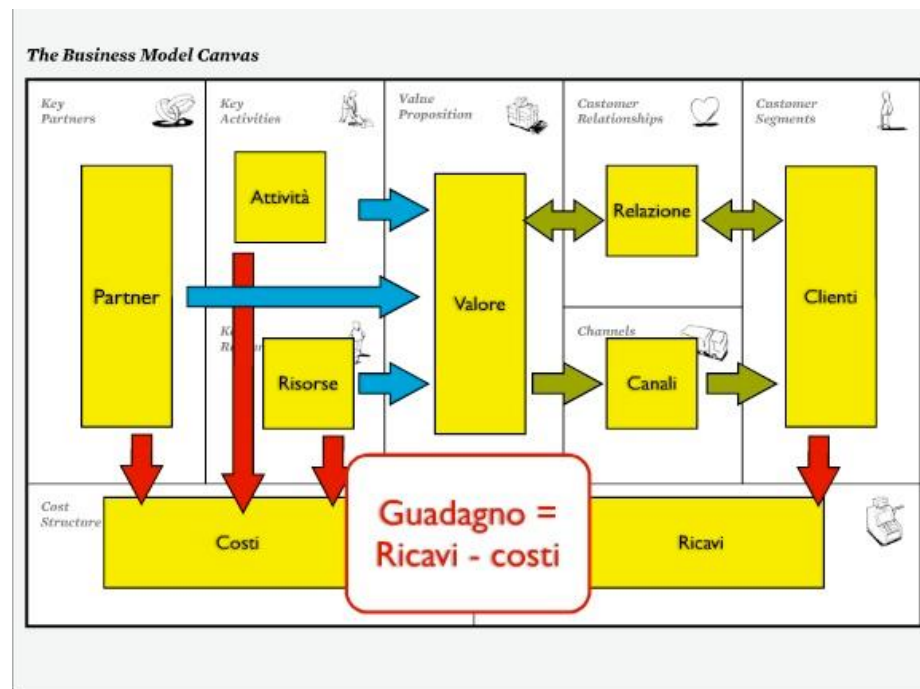 The Business Model Canvas
Key
Partners
Key
Activities
Value
Proposition
Customer
Relationships
Customer
Segments
Attività
Relazione
Partner
Valore
Clienti
Channels
Risorse
Canali
Cost
Structure
Costi
Guadagno =
Ricavi - costi
Ricavi